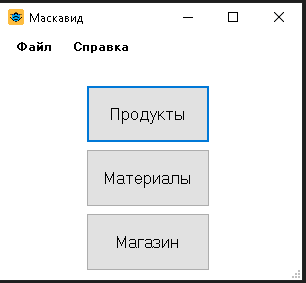 Маскавид
Файл Справка
Продукты
Материалы
Магазин